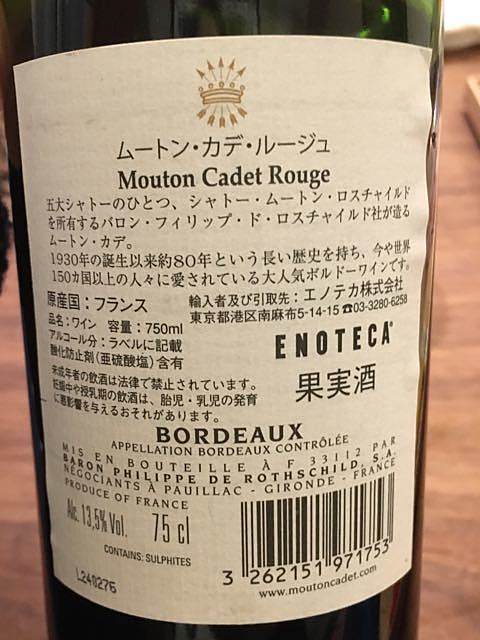 ムートン・カデ・ルージュ
Mouton Cadet Rouge
五大シャトーのひとつ、シャトー・ムートン・ロスチャイルド
を所有するバロン・フィリップ・ド・ロスチャイルド社が造る
ムートン・カデ。
1930年の誕生以来約80年という長い歴史を持ち、今や世界
150カ国以上の人々に愛されている大人気ボルドーワインです。
原産国：フランス
品名：ワイン 容量：750ml
アルコール分：ラベルに記載
酸化防止剤（亜硫酸塩）含有
輸入者及び引取先：エノテカ株式会社
東京都港区南麻布5-14-15 ☎03-3280-6258
ENOTECA
未成年者の飲酒は法律で禁止されています。
妊娠中や授乳期の飲酒は、胎児・乳児の発育
に悪影響を与えるおそれがあります。
果実酒
BORDEAUX
APPELLATION BORDEAUX CONTRÔLÉE
MIS EN BOUTEILLE À F 33112 PAR
BARON PHILIPPE DE ROTHSCHILD, S.A.
NÉGOCIANTS À PAUILLAC - GIRONDE - FRANCE
PRODUCE OF FRANCE
Alc. 13,5% Vol. 75 cl
CONTAINS: SULPHITES
3 262151 971753
www.moutoncadet.com
L240276